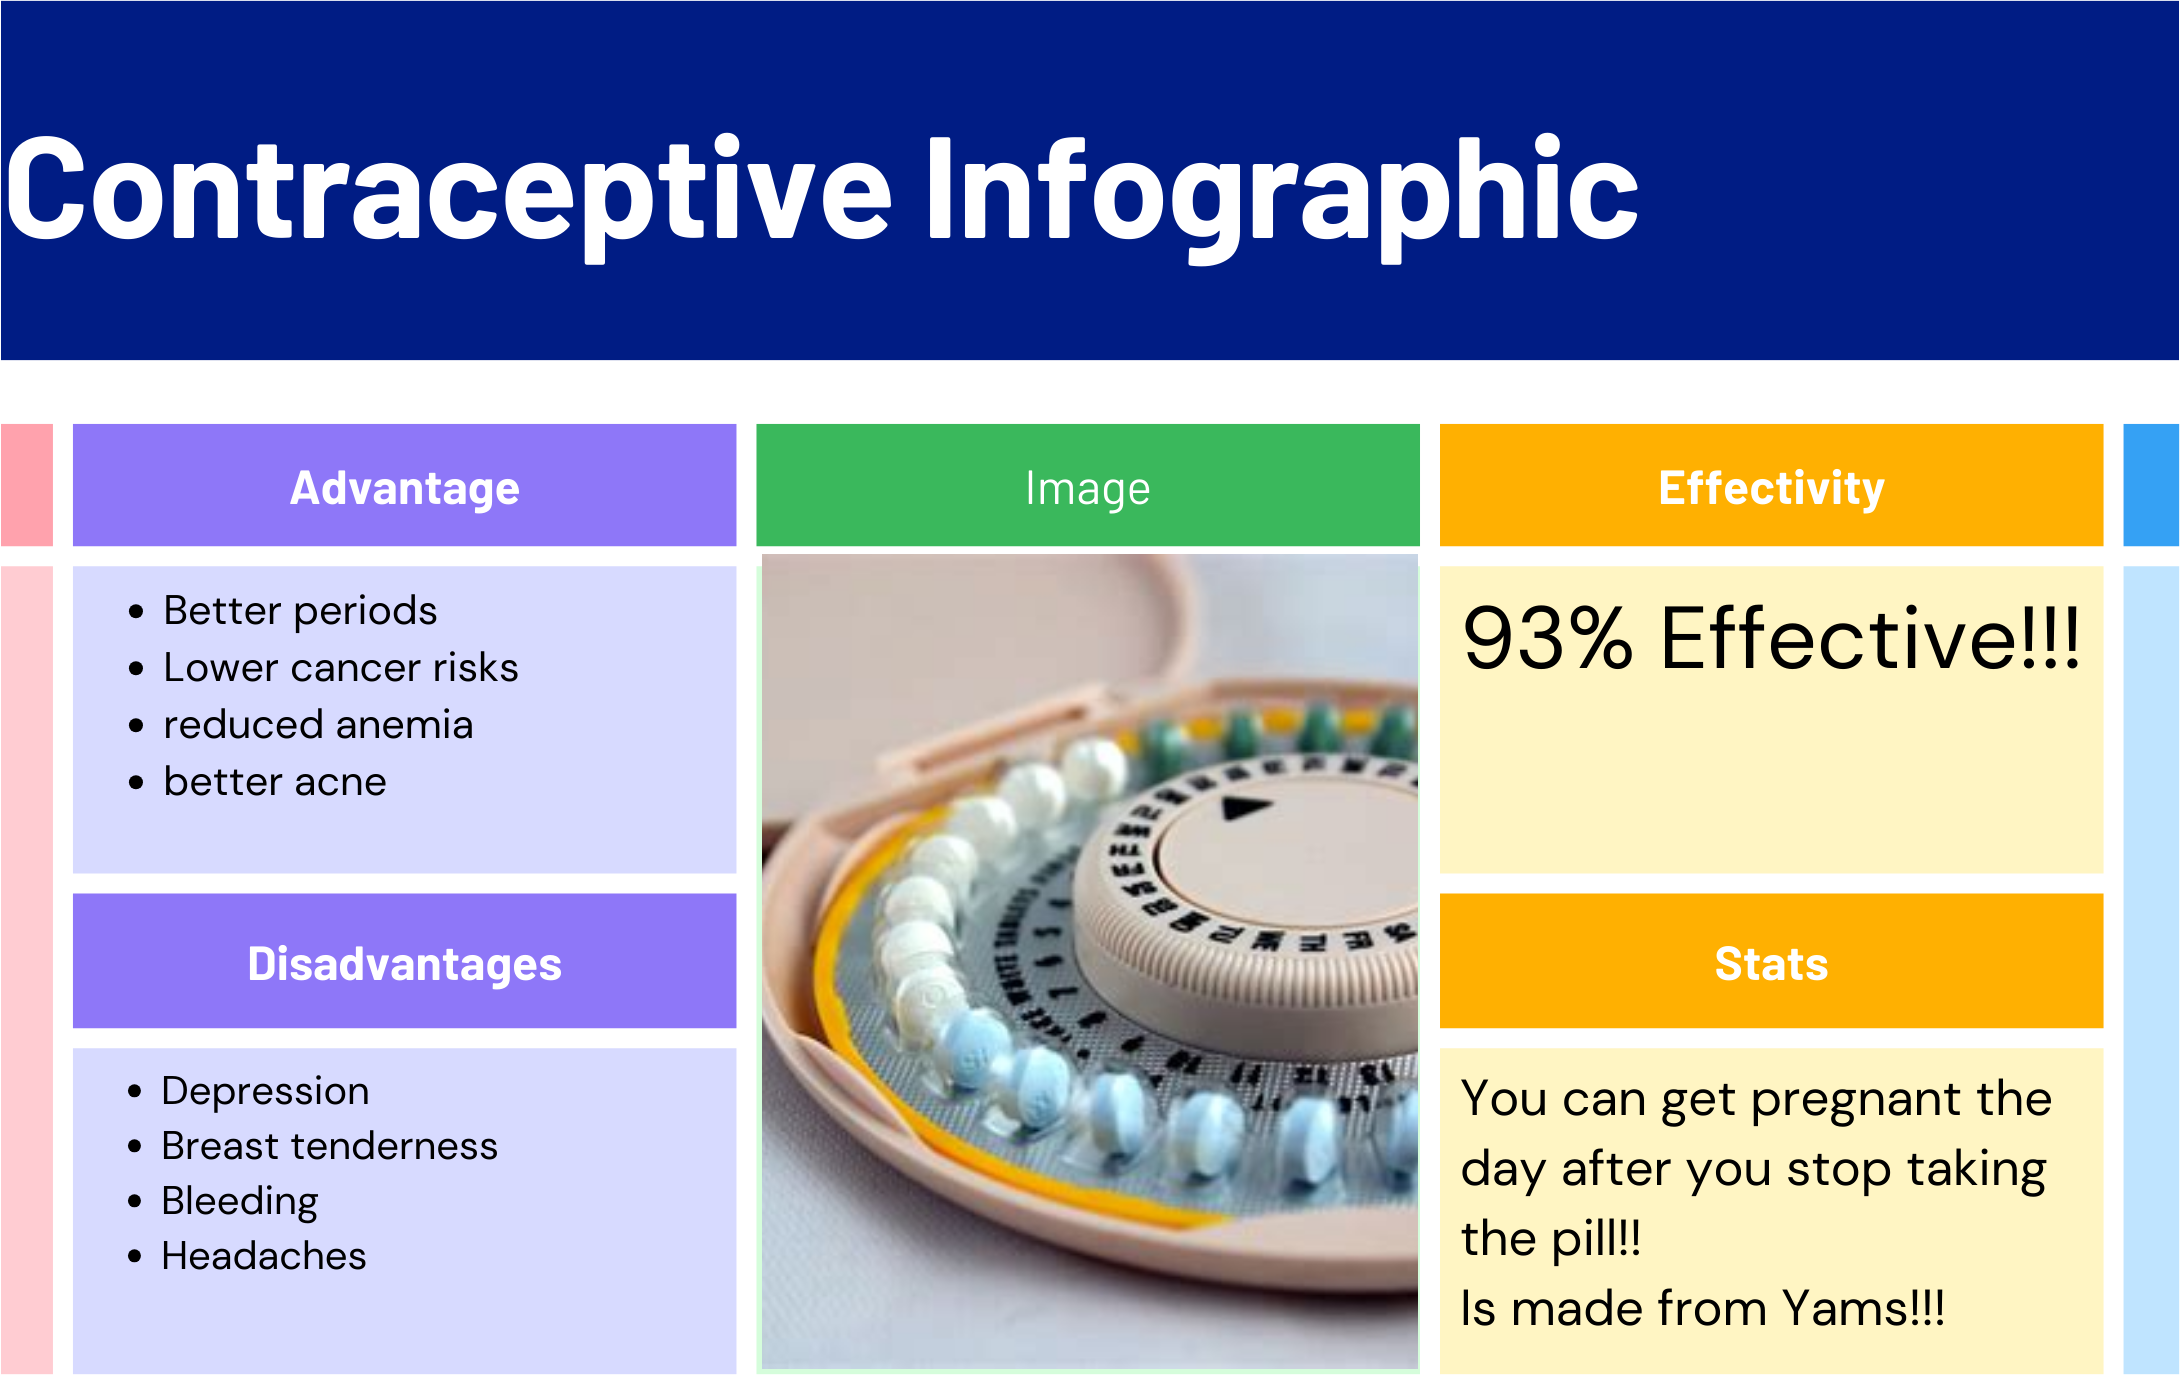 Contraceptive Infographic
Advantage
Better periods
Lower cancer risks
reduced anemia
better acne
Disadvantages
Depression
Breast tenderness
Bleeding
Headaches
Image
Effectivity
93% Effective!!!
Stats
You can get pregnant the
day after you stop taking
the pill!!
Is made from Yams!!!